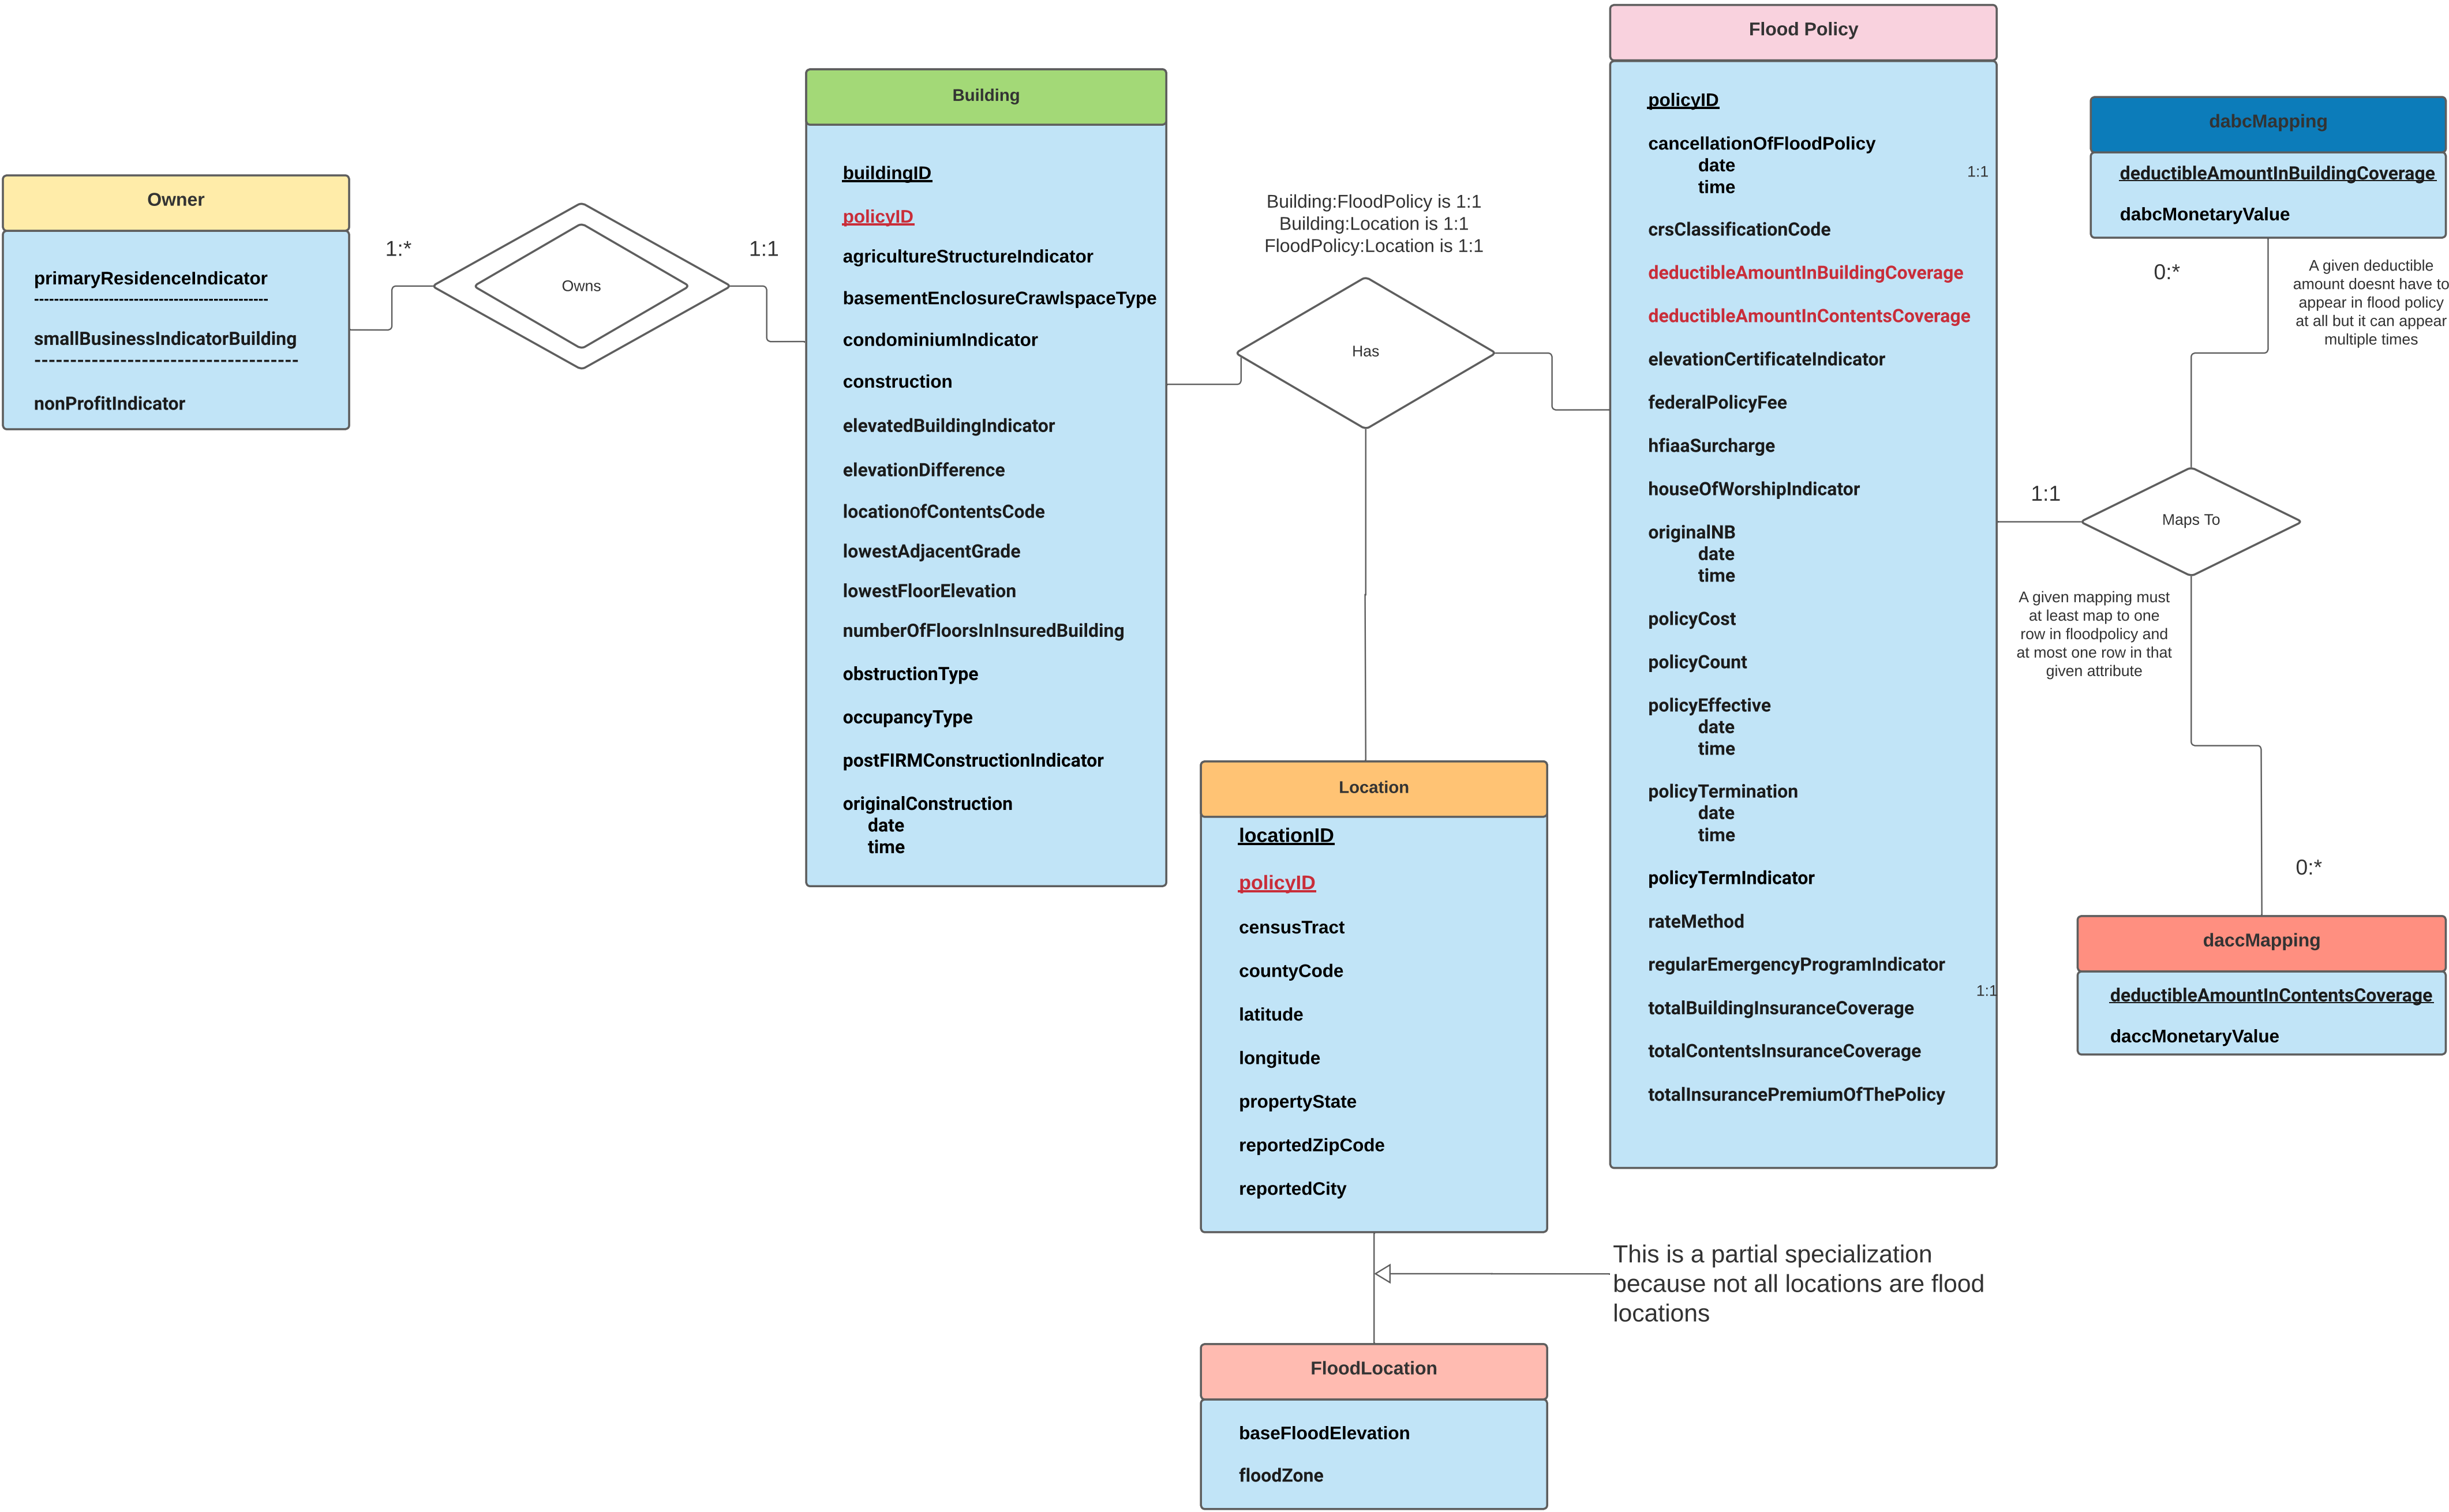 Owner
primaryResidenceIndicator
smallBusinessIndicatorBuilding
nonProfitIndicator
1:*
Owns
1:1
Building
buildingID
policyID
agricultureStructureIndicator
basementEnclosureCrawlspaceType
condominiumIndicator
construction
elevatedBuildingIndicator
elevationDifference
locationOfContentsCode
lowestAdjacentGrade
lowestFloorElevation
numberOfFloorsInInsuredBuilding
obstructionType
occupancyType
postFIRMConstructionIndicator
originalConstruction
date
time
Building:FloodPolicy is 1:1
Building:Location is 1:1
FloodPolicy:Location is 1:1
Has
Location
locationID
policyID
censusTract
countyCode
latitude
longitude
propertyState
reportedZipCode
reportedCity
This is a partial specialization
because not all locations are flood
locations
FloodLocation
baseFloodElevation
floodZone
Flood Policy
policyID
cancellationOfFloodPolicy
date
time
1:1
crsClassificationCode
deductibleAmountInBuildingCoverage
deductibleAmountInContentsCoverage
elevationCertificateIndicator
federalPolicyFee
hfiaaSurcharge
houseOfWorshipIndicator
originalNB
date
time
policyCost
policyCount
policyEffective
date
time
policyTermination
date
time
policyTermIndicator
rateMethod
regularEmergencyProgramIndicator
1:1
totalBuildingInsuranceCoverage
totalContentsInsuranceCoverage
totalInsurancePremiumOfThePolicy
dabcMapping
deductibleAmountInBuildingCoverage
dabcMonetaryValue
0:*
A given deductible
amount doesnt have to
appear in flood policy
at all but it can appear
multiple times
1:1
Maps To
A given mapping must
at least map to one
row in floodpolicy and
at most one row in that
given attribute
0:*
daccMapping
deductibleAmountInContentsCoverage
daccMonetaryValue